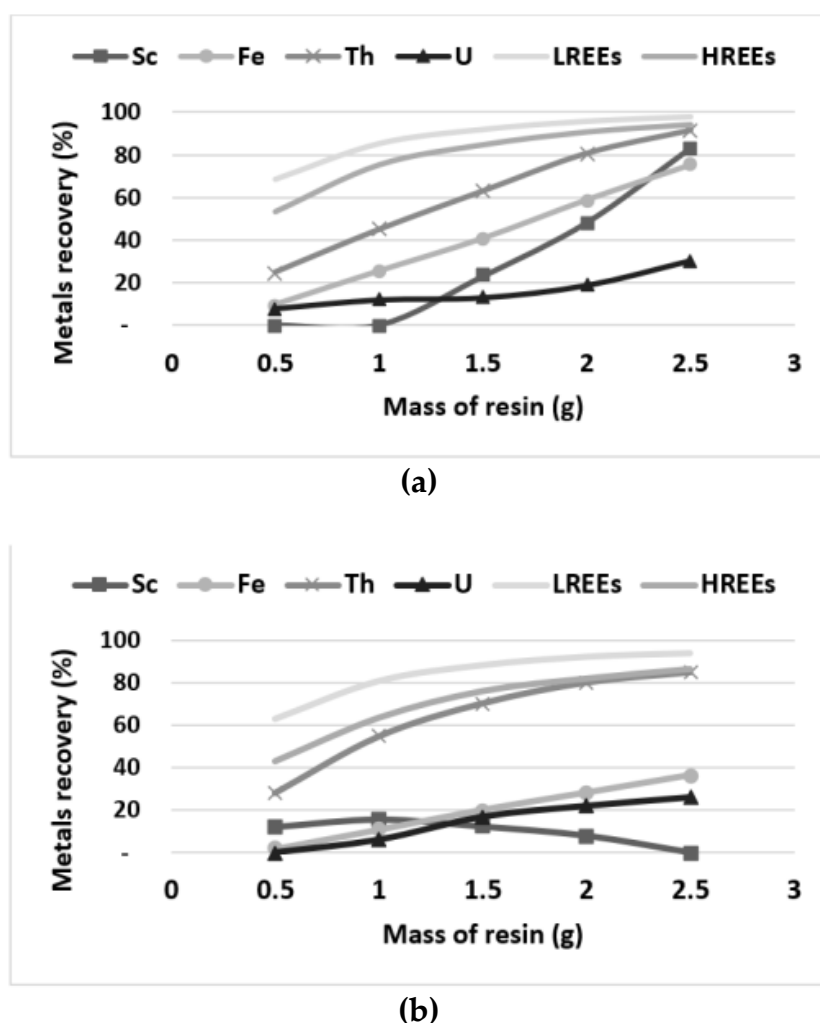 Sc Fe Th U LREEs HREEs
Metals recovery (%)
100
80
60
40
20
-
0 0.5 1 1.5 2 2.5 3
Mass of resin (g)
(a)
Sc Fe Th U LREEs HREEs
Metals recovery (%)
100
80
60
40
20
-
0 0.5 1 1.5 2 2.5 3
Mass of resin (g)
(b)